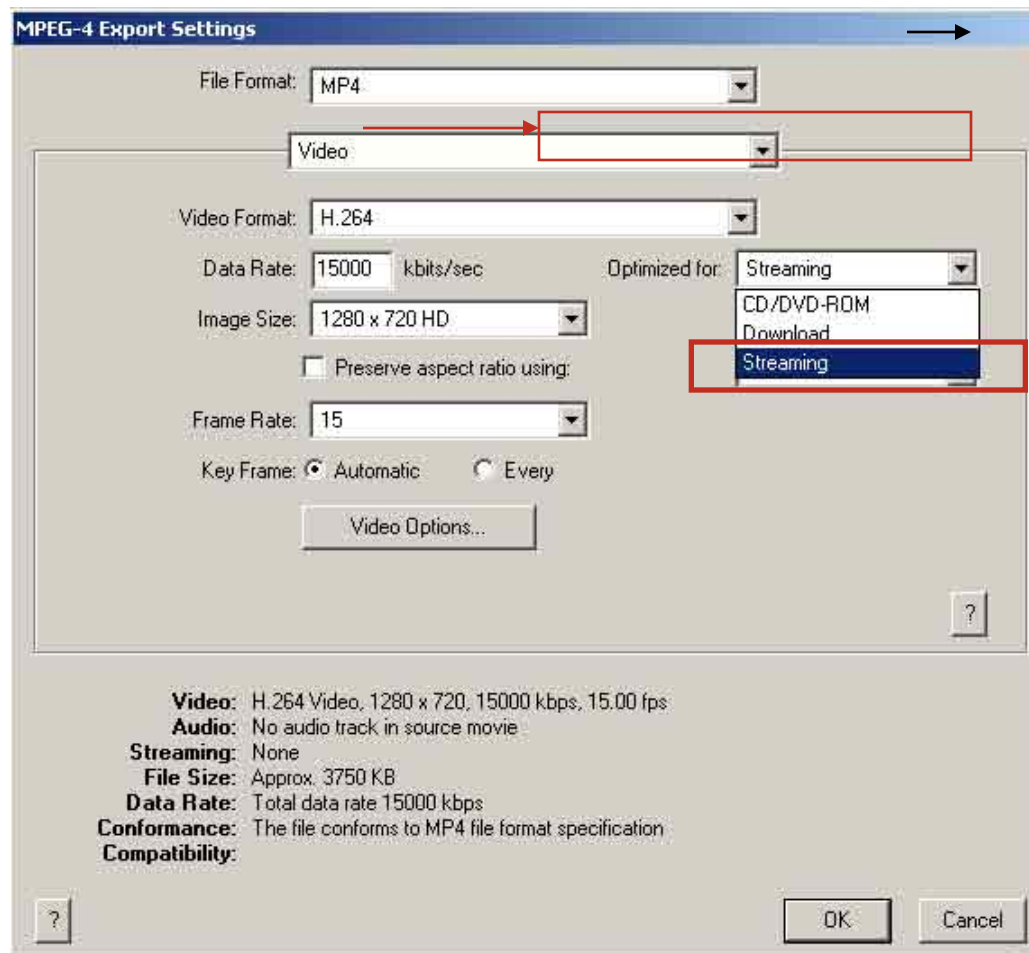 MPEG-4 Export Settings
File Format: MP4
Video
Video Format: H.264
Data Rate: 15000 kbits/sec Optimized for: Streaming
CD/DVD-ROM
Image Size: 1280 x 720 HD
Download
Preserve aspect ratio using: Streaming
Frame Rate: 15
Key Frame: Automatic Every
Video Options...
?
Video: H.264 Video, 1280 x 720, 15000 kbps, 15.00 fps
Audio: No audio track in source movie
Streaming: None
File Size: Approx. 3750 KB
Data Rate: Total data rate 15000 kbps
Conformance: The file conforms to MP4 file format specification
Compatibility:
? OK Cancel